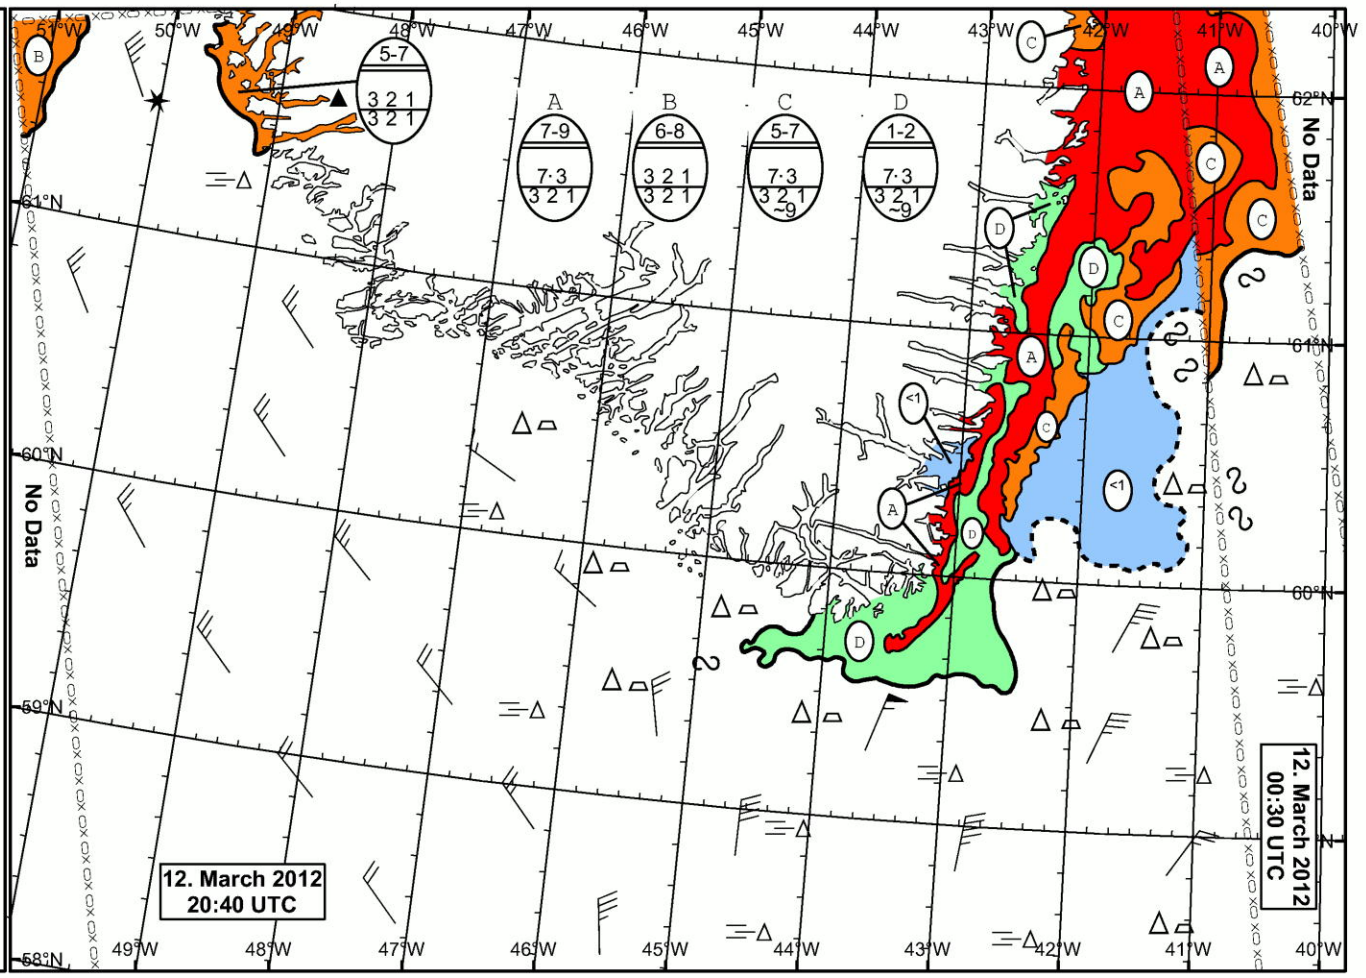 51°W 50°W 49°W 48°W 47°W 46°W 45°W 44°W 43°W 42°W 41°W 40°W
B
5-7
3 2 1
3 2 1
A B C D
7-9 6-8 5-7 1-2
7·3 3 2 1 7·3 7·3
3 2 1 3 2 1 3 2 1 3 2 1
~9 ~9
C
A
A
62°N
No Data
C
C
61°N
D
D
C
61°N
A
<1
C
60°N
No Data
<1
A
D
60°N
D
59°N
12. March 2012
00:30 UTC
12. March 2012
20:40 UTC
58°N
49°W 48°W 47°W 46°W 45°W 44°W 43°W 42°W 41°W 40°W